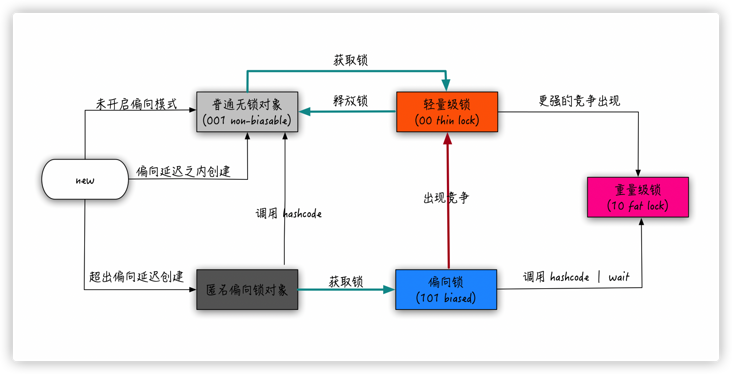 获取锁
未开启偏向模式
普通无锁对象
(001 non-biasable)
释放锁
轻量级锁
(00 thin lock)
更强的竞争出现
new
偏向延迟之内创建
调用 hashcode
出现竞争
重量级锁
(10 fat lock)
超出偏向延迟创建
匿名偏向锁对象
获取锁
偏向锁
(101 biased)
调用 hashcode | wait